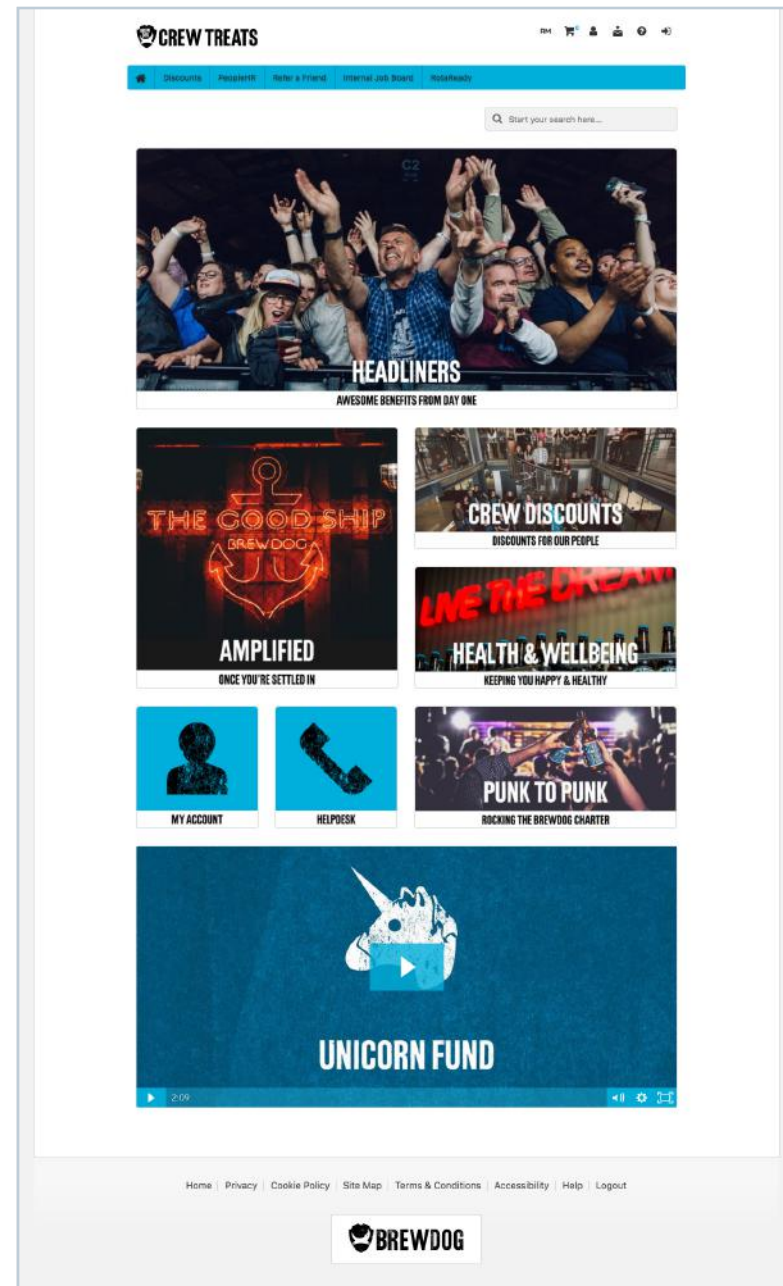 CREW TREATS
RM 0
Discounts PeopleHR Refer a Friend Internal Job Board RotaReady
Start your search here...
C2
HEADLINERS
AWESOME BENEFITS FROM DAY ONE
THE GOOD SHIP
BREWDOG
AMPLIFIED
ONCE YOU'RE SETTLED IN
CREW DISCOUNTS
DISCOUNTS FOR OUR PEOPLE
LIVE THE DREAM
HEALTH & WELLBEING
KEEPING YOU HAPPY & HEALTHY
MY ACCOUNT
HELPDESK
PUNK TO PUNK
ROCKING THE BREWDOG CHARTER
UNICORN FUND
2:09
Home | Privacy | Cookie Policy | Site Map | Terms & Conditions | Accessibility | Help | Logout
BREWDOG